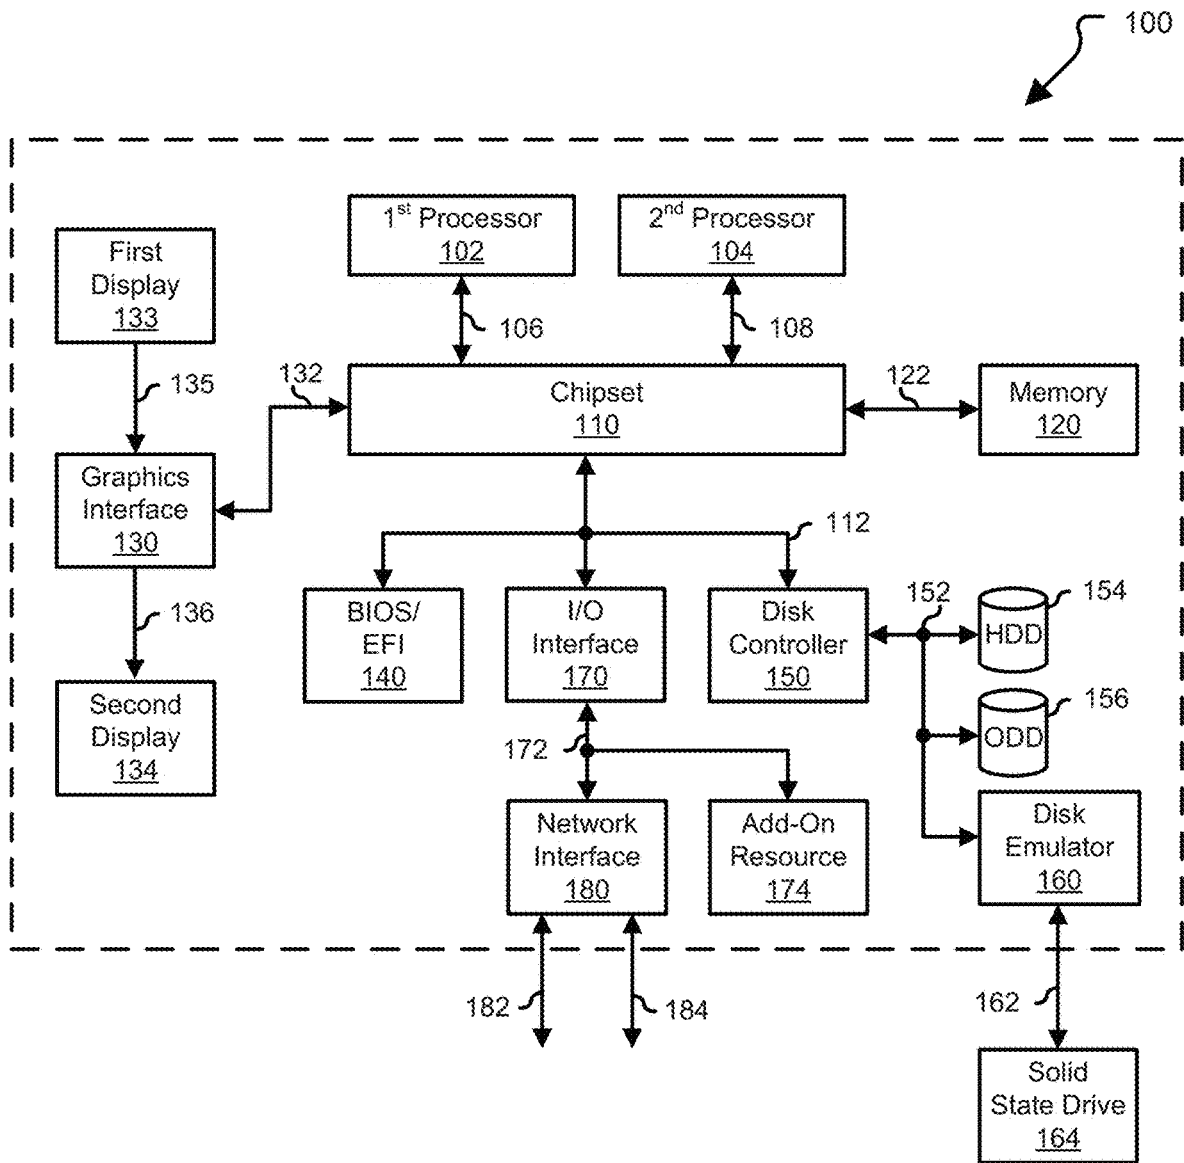 100
1st Processor
102
2nd Processor
104
First
Display
133
106
108
135
132
Chipset
110
122
Memory
120
Graphics
Interface
130
112
136
BIOS/
EFI
140
I/O
Interface
170
Disk
Controller
150
152
HDD
154
Second
Display
134
172
ODD
156
Network
Interface
180
Add-On
Resource
174
Disk
Emulator
160
182
184
162
Solid
State Drive
164